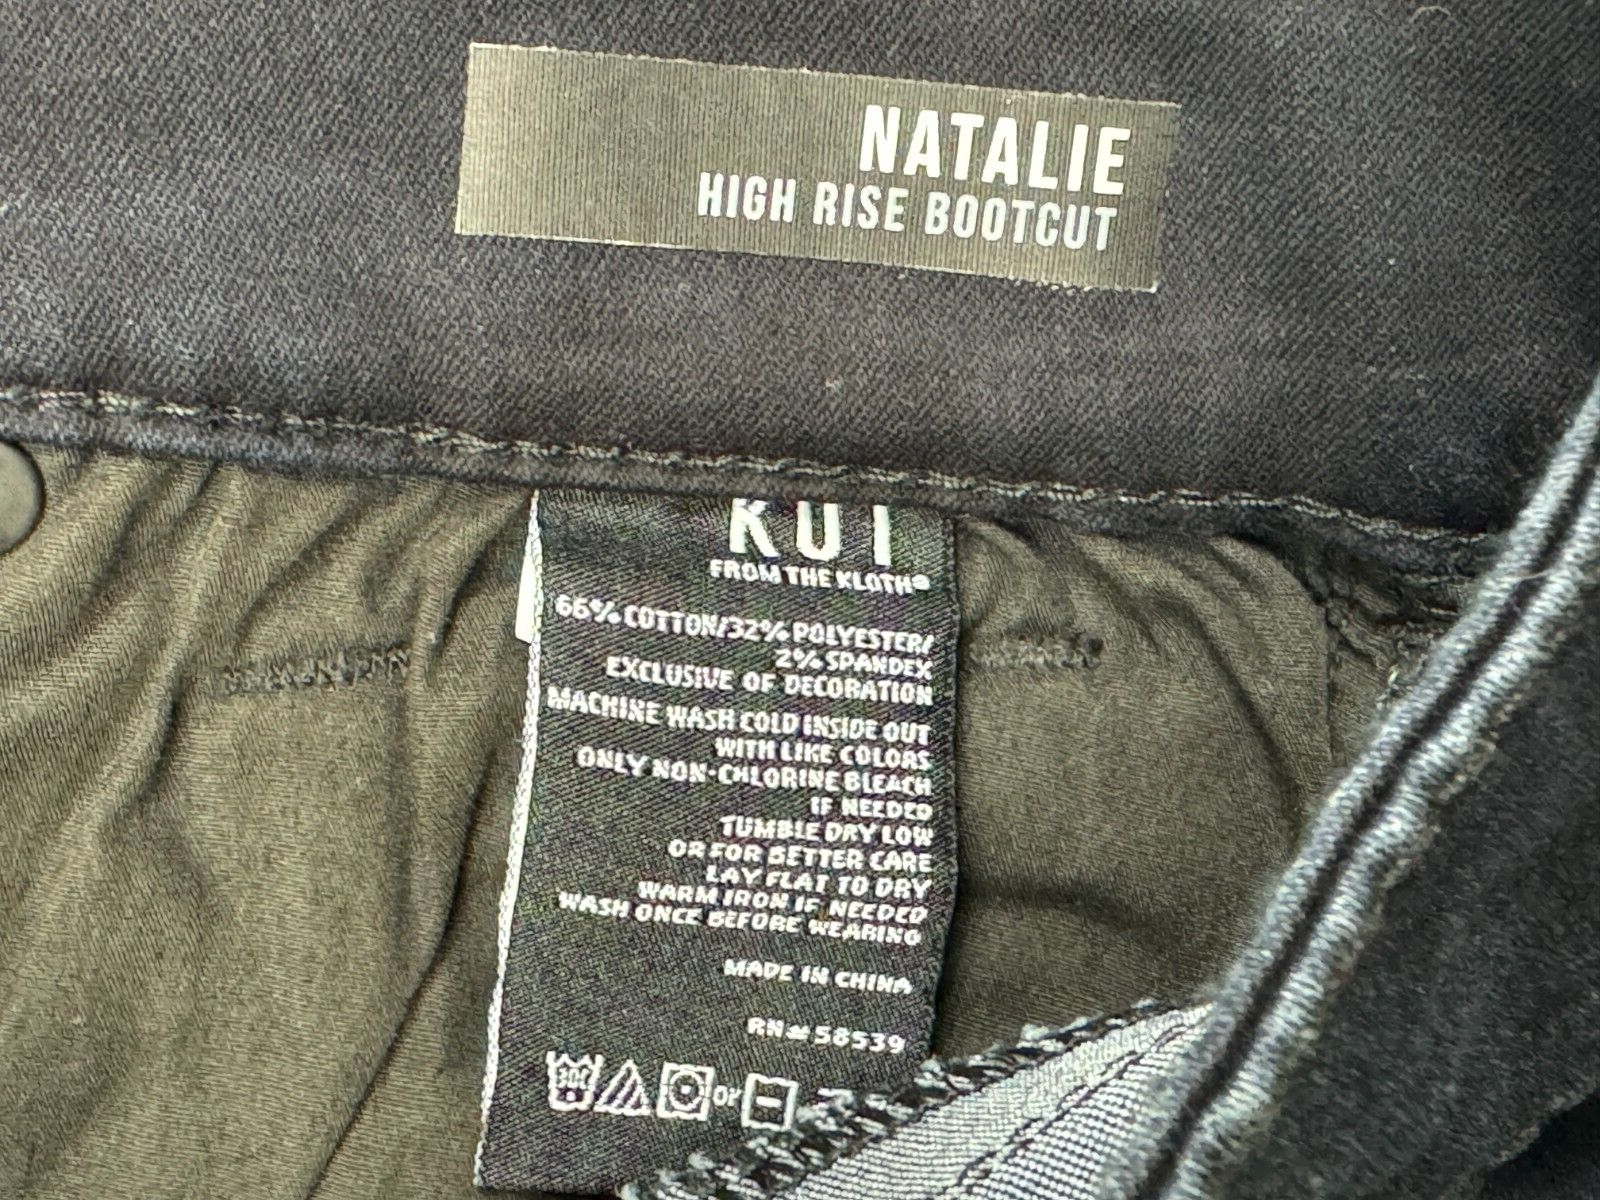 NATALIE
HIGH RISE BOOTCUT
KUT
FROM THE KLOTH®
66% COTTON/32% POLYESTER/
2% SPANDEX
EXCLUSIVE OF DECORATION
MACHINE WASH COLD INSIDE OUT
WITH LIKE COLORS
ONLY NON-CHLORINE BLEACH
IF NEEDED
TUMBLE DRY LOW
OR FOR BETTER CARE
LAY FLAT TO DRY
WARM IRON IF NEEDED
WASH ONCE BEFORE WEARING
MADE IN CHINA
RN# 58539
30C or